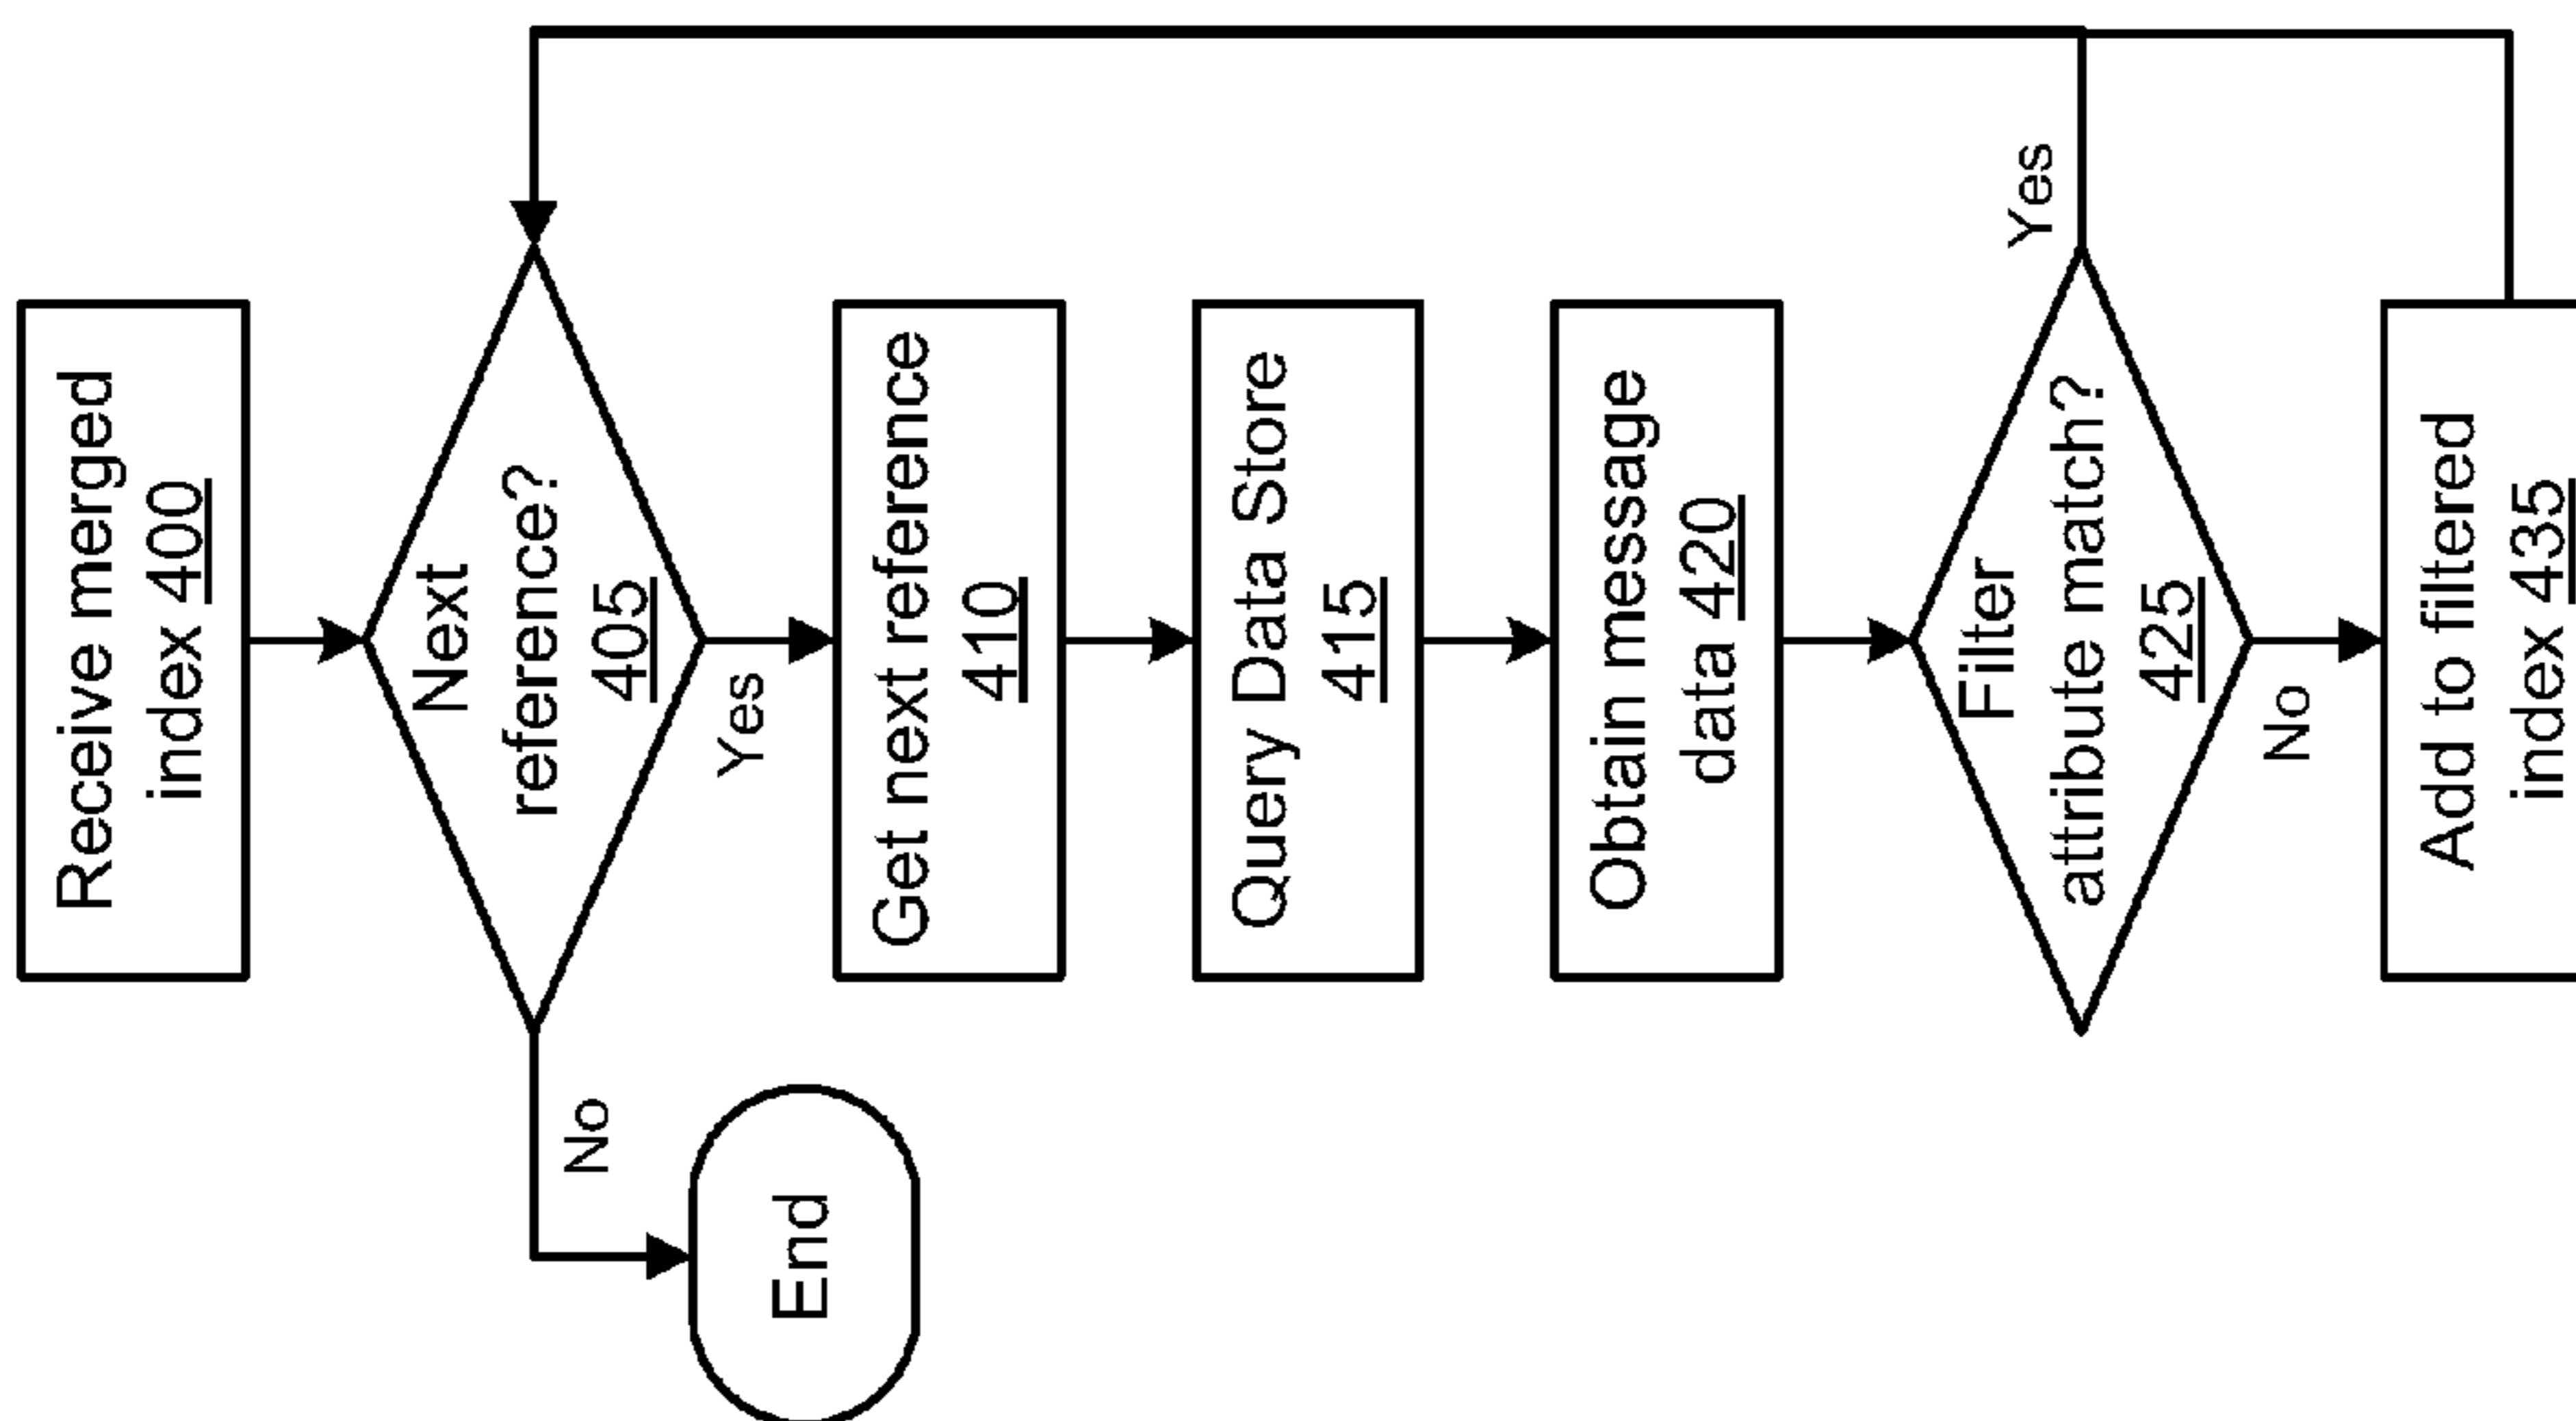 Receive merged
index 400
Next
reference?
405
No
End
Yes
Get next reference
410
Query Data Store
415
Obtain message
data 420
Filter
attribute match?
425
Yes
No
Add to filtered
index 435